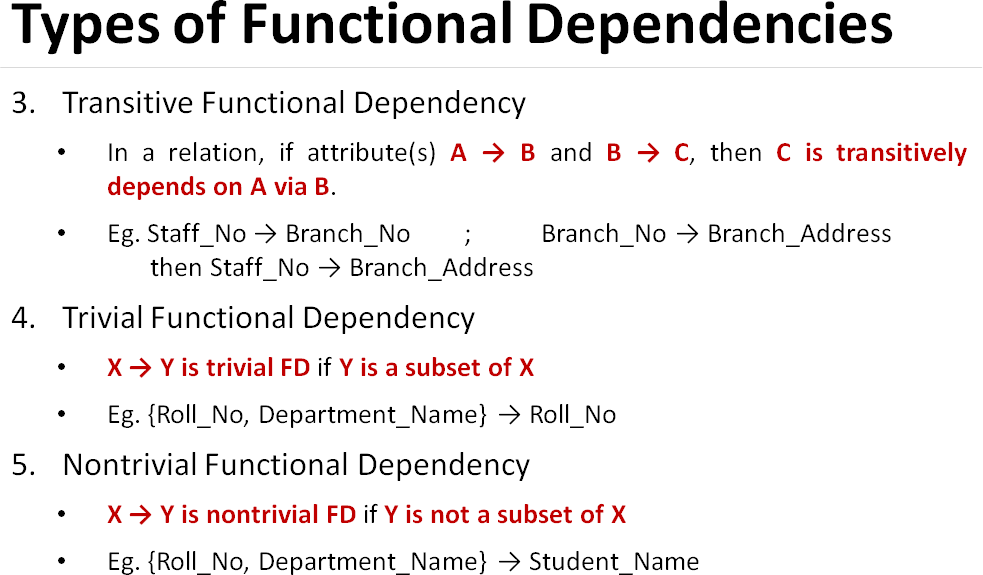 Types of Functional Dependencies
3. Transitive Functional Dependency
• In a relation, if attribute(s) A → B and B → C, then C is transitively
depends on A via B.
• Eg. Staff_No → Branch_No ; Branch_No → Branch_Address
then Staff_No → Branch_Address
4. Trivial Functional Dependency
• X → Y is trivial FD if Y is a subset of X
• Eg. {Roll_No, Department_Name} → Roll_No
5. Nontrivial Functional Dependency
• X → Y is nontrivial FD if Y is not a subset of X
• Eg. {Roll_No, Department_Name} → Student_Name